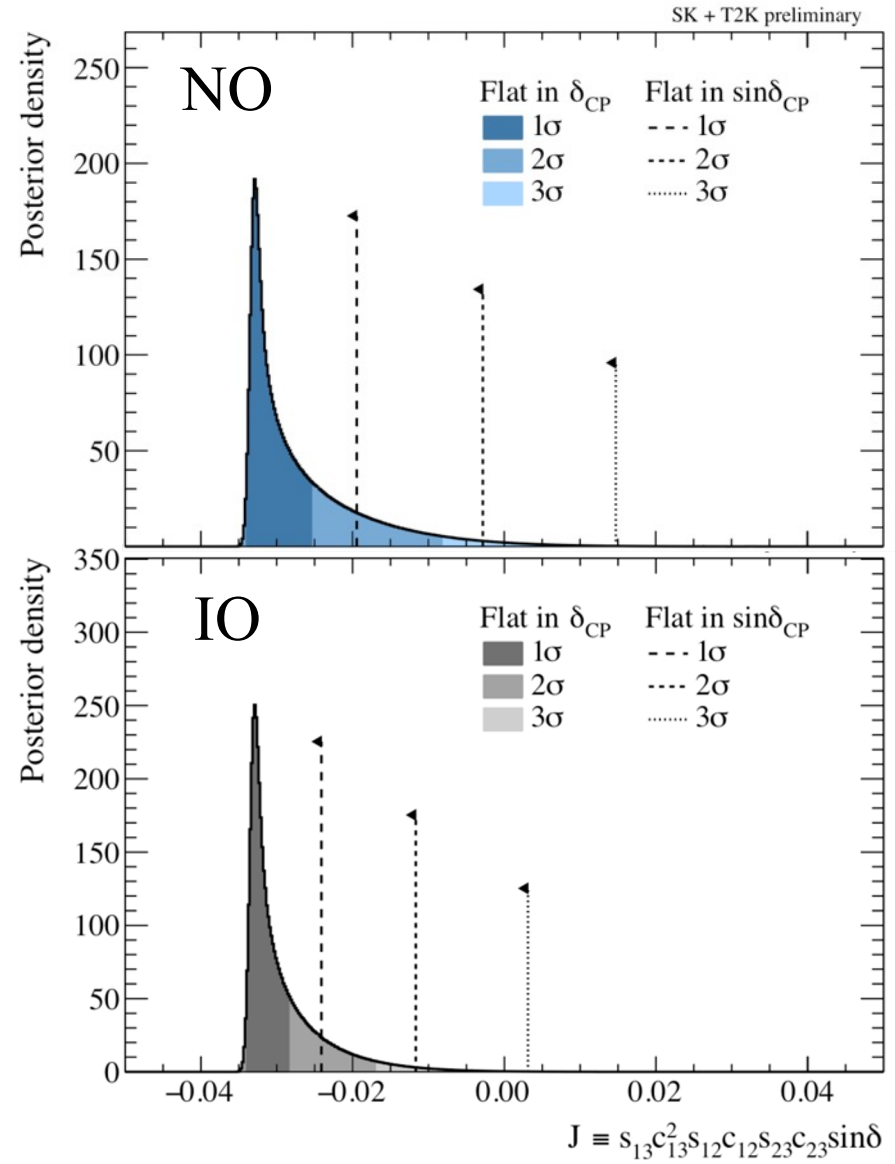 SK + T2K preliminary
Posterior density
NO
Flat in δCP Flat in sinδCP
1σ 1σ
2σ 2σ
3σ 3σ
250
200
150
100
50
Posterior density
IO
Flat in δCP Flat in sinδCP
1σ 1σ
2σ 2σ
3σ 3σ
350
300
250
200
150
100
50
0
−0.04 −0.02 0.00 0.02 0.04
J ≡ s13c²13s12c12s23c23sinδ